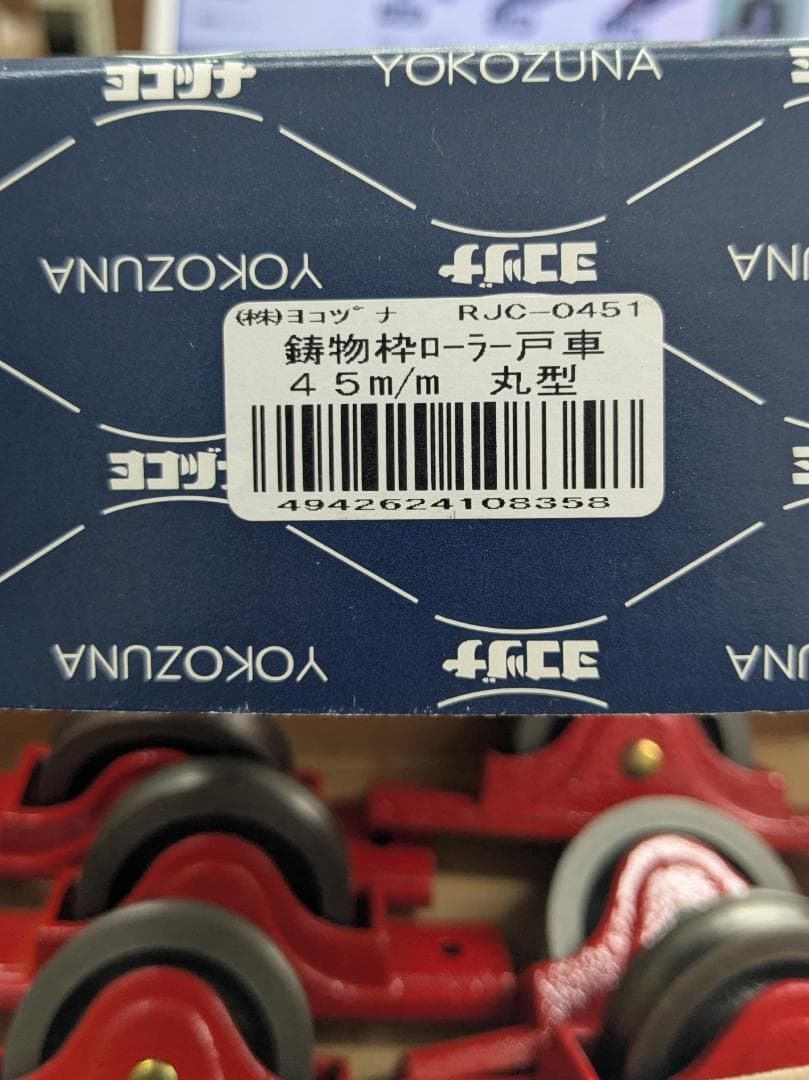 ヨコヅナ
YOKOZUNA
YOKOZUNA
ヨコヅナ
(株)ヨコヅナ RJC-0451
鋳物枠ローラー戸車
45m/m 丸型
4942624108358
ヨコヅナ
YOKOZUNA
ヨコヅナ